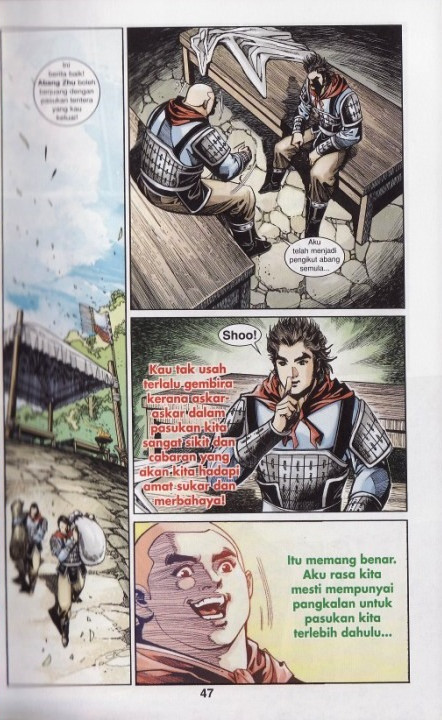 Ini
berita baik!
Abang Zhu boleh
berjuang dengan
pasukan tentera
yang kau
ketuai!
Aku
telah menjadi
pengikut abang
semula...
Shoo!
Kau tak usah
terlalu gembira
kerana askar-
askar dalam
pasukan kita
sangat sikit dan
cabaran yang
akan kita hadapi
amat sukar dan
merbahaya!
Itu memang benar.
Aku rasa kita
mesti mempunyai
pangkalan untuk
pasukan kita
terlebih dahulu...
47